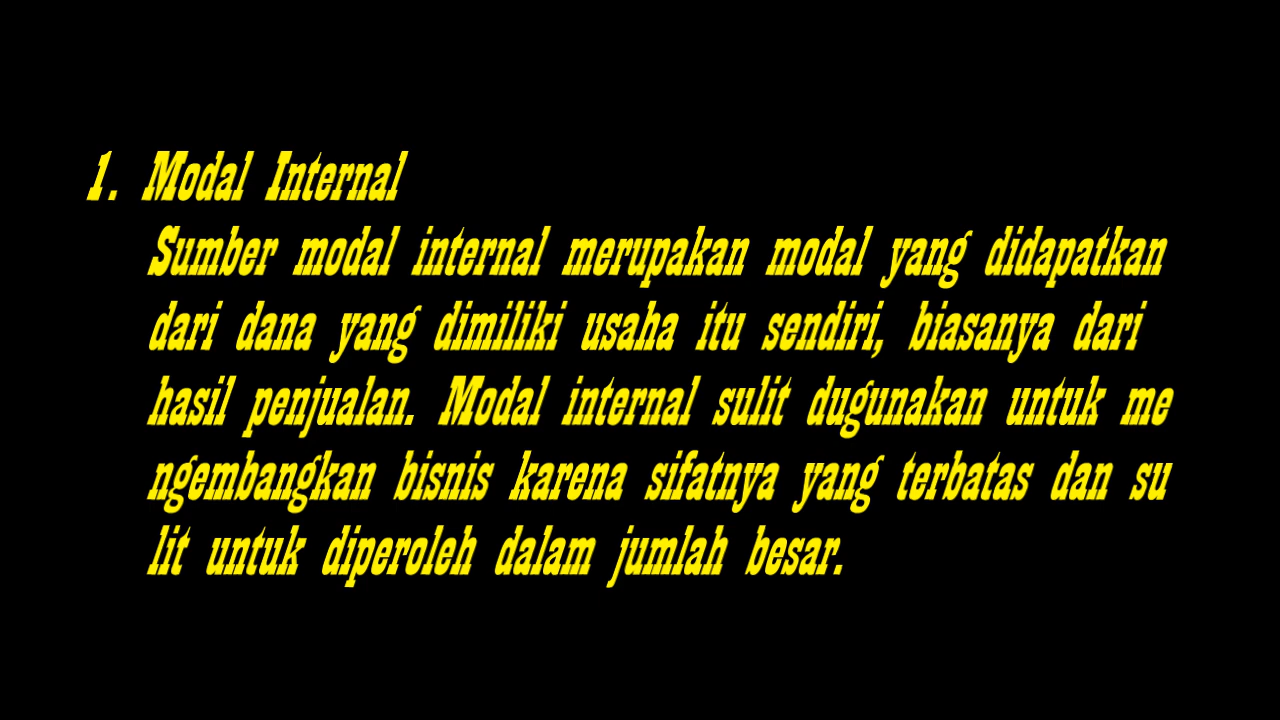 1. Modal Internal
Sumber modal internal merupakan modal yang didapatkan
dari dana yang dimiliki usaha itu sendiri, biasanya dari
hasil penjualan. Modal internal sulit dugunakan untuk me
ngembangkan bisnis karena sifatnya yang terbatas dan su
lit untuk diperoleh dalam jumlah besar.